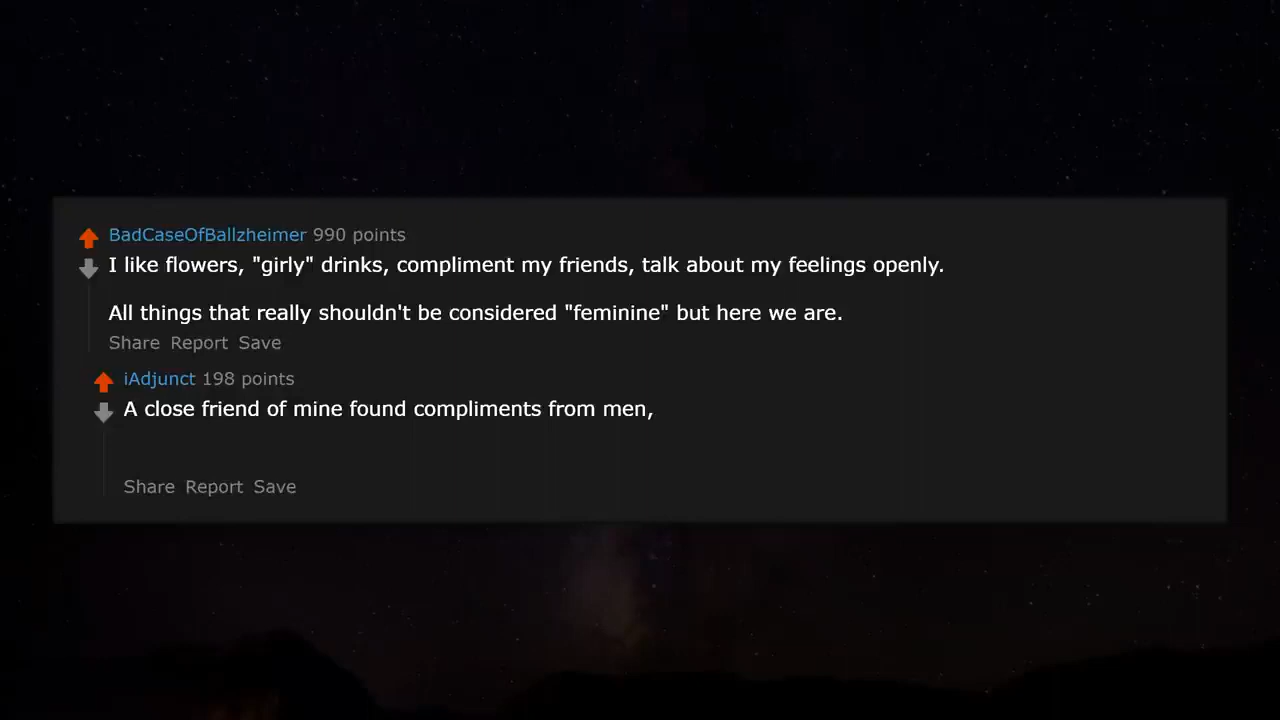 BadCaseOfBallzheimer 990 points
I like flowers, "girly" drinks, compliment my friends, talk about my feelings openly.
All things that really shouldn't be considered "feminine" but here we are.
Share Report Save
iAdjunct 198 points
A close friend of mine found compliments from men,
Share Report Save